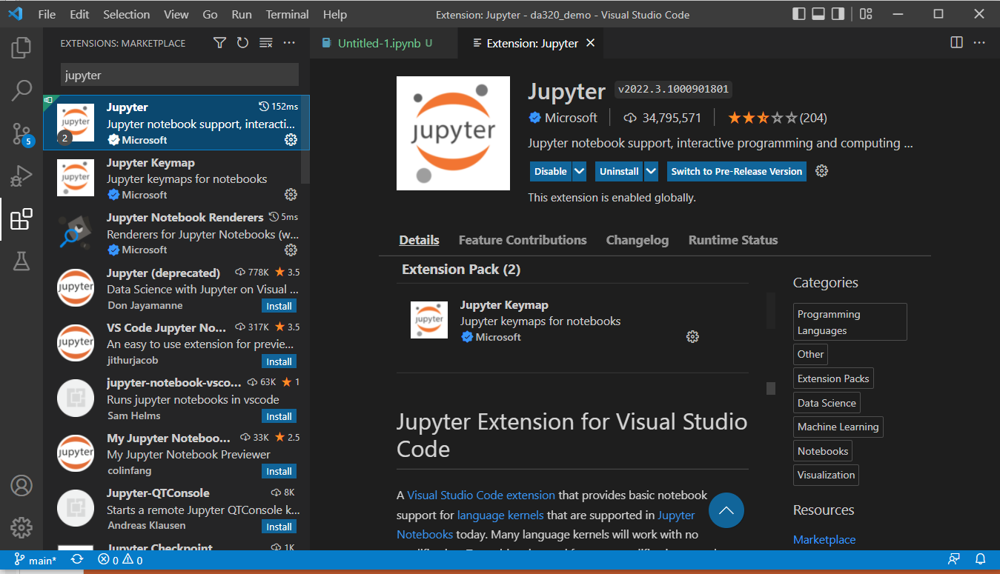 File Edit Selection View Go Run Terminal Help Extension: Jupyter - da320_demo - Visual Studio Code
EXTENSIONS: MARKETPLACE
jupyter
Jupyter 152ms
Jupyter notebook support, interacti...
Microsoft
jupyter
2
Jupyter Keymap
Jupyter keymaps for notebooks
Microsoft
jupyter
Jupyter Notebook Renderers 5ms
Renderers for Jupyter Notebooks (w...
Microsoft
Jupyter (deprecated) 778K 3.5
Data Science with Jupyter on Visual ...
Don Jayamanne Install
jupyter
VS Code Jupyter No... 317K 3.5
An easy to use extension for previe...
jithurjacob Install
jupyter
jupyter-notebook-vsco... 63K 1
Runs jupyter notebooks in vscode
Sam Helms Install
My Jupyter Noteboo... 33K 2.5
My Jupyter Notebook Previewer
colinfang Install
jupyter
Jupyter-QTConsole 8K
Starts a remote Jupyter QTConsole k...
Andreas Klausen Install
Jupyter Checkpoint 1K
5
Untitled-1.ipynb U
Extension: Jupyter
jupyter
Jupyter v2022.3.1000901801
Microsoft 34,795,571 (204)
Jupyter notebook support, interactive programming and computing ...
Disable Uninstall Switch to Pre-Release Version
This extension is enabled globally.
Details Feature Contributions Changelog Runtime Status
Extension Pack (2)
jupyter
Jupyter Keymap
Jupyter keymaps for notebooks
Microsoft
Jupyter Extension for Visual Studio
Code
A Visual Studio Code extension that provides basic notebook
support for language kernels that are supported in Jupyter
Notebooks today. Many language kernels will work with no
Categories
Programming
Languages
Other
Extension Packs
Data Science
Machine Learning
Notebooks
Visualization
Resources
Marketplace
main* 0 0